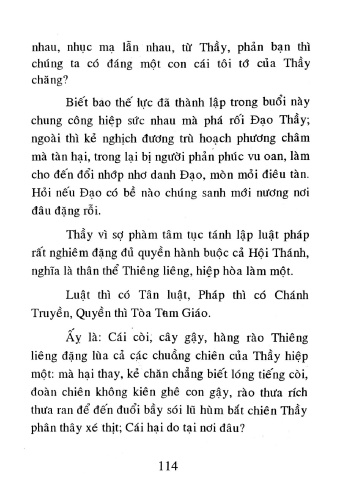 nhau, nhục mạ lẫn nhau, từ Thầy, phản bạn thì
chúng ta có đáng một con cái tôi tớ của Thầy
chăng?
Biết bao thế lực đã thành lập trong buổi này
chung công hiệp sức nhau mà phá rối Đạo Thầy;
ngoài thì kẻ nghịch đương trù hoạch phương châm
mà tàn hại, trong lại bị người phản phúc vu oan, làm
cho đến đổi nhớp nhơ danh Đạo, mòn mỏi điêu tàn.
Hỏi nếu Đạo có bề nào chúng sanh mới nương nơi
đâu đặng rỗi.
Thầy vì sợ phàm tâm tục tánh lập luật pháp
rất nghiêm đặng đủ quyền hành buộc cả Hội Thánh,
nghĩa là thân thể Thiêng liêng, hiệp hòa làm một.
Luật thì có Tân luật, Pháp thì có Chánh
Truyền, Quyền thì Tòa Tam Giáo.
Ấy là: Cái còi, cây gậy, hàng rào Thiêng
liêng đặng lùa cả các chuồng chiên của Thầy hiệp
một: mà hại thay, kẻ chăn chẳng biết lóng tiếng còi,
đoàn chiên không kiên ghê con gậy, rào thưa rích
thưa ran để đến đuổi bầy sói lũ hùm bắt chiên Thầy
phân thây xé thịt; Cái hại do tại nơi đâu?
114